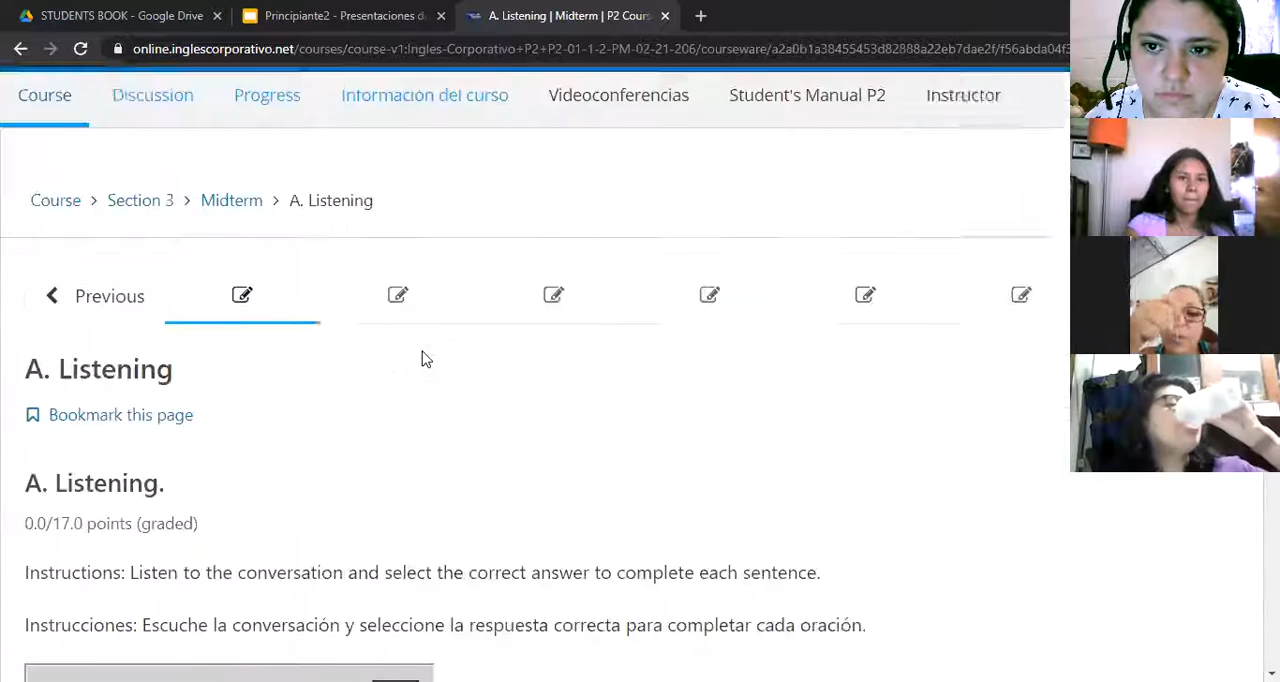 STUDENTS BOOK - Google Drive
Principiante2 - Presentaciones d
A. Listening | Midterm | P2 Cours
online.inglescorporativo.net/courses/course-v1:Ingles-Corporativo+P2+P2-01-1-2-PM-02-21-206/courseware/a2a0b1a38455453d82888a22eb7dae2f/f56abda04f3
Course
Discussion
Progress
Información del curso
Videoconferencias
Student's Manual P2
Instructor
Course > Section 3 > Midterm > A. Listening
Previous
A. Listening
Bookmark this page
A. Listening.
0.0/17.0 points (graded)
Instructions: Listen to the conversation and select the correct answer to complete each sentence.
Instrucciones: Escuche la conversación y seleccione la respuesta correcta para completar cada oración.